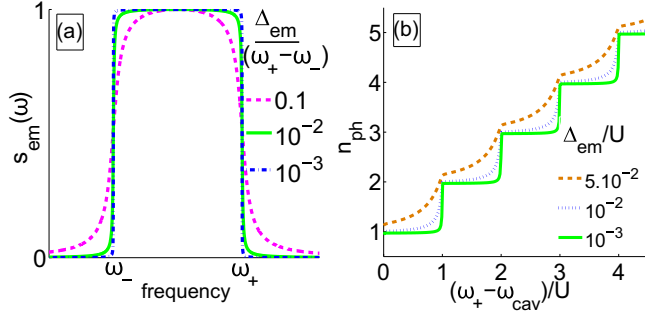 (a)
1
0
s_em(ω)
Δ_em
(ω_+−ω_−)
0.1
10^-2
10^-3
ω_−
ω_+
frequency
(b)
5
4
3
2
1
0
n_ph
Δ_em/U
5.10^-2
10^-2
10^-3
0 1 2 3 4
(ω_+−ω_cav)/U